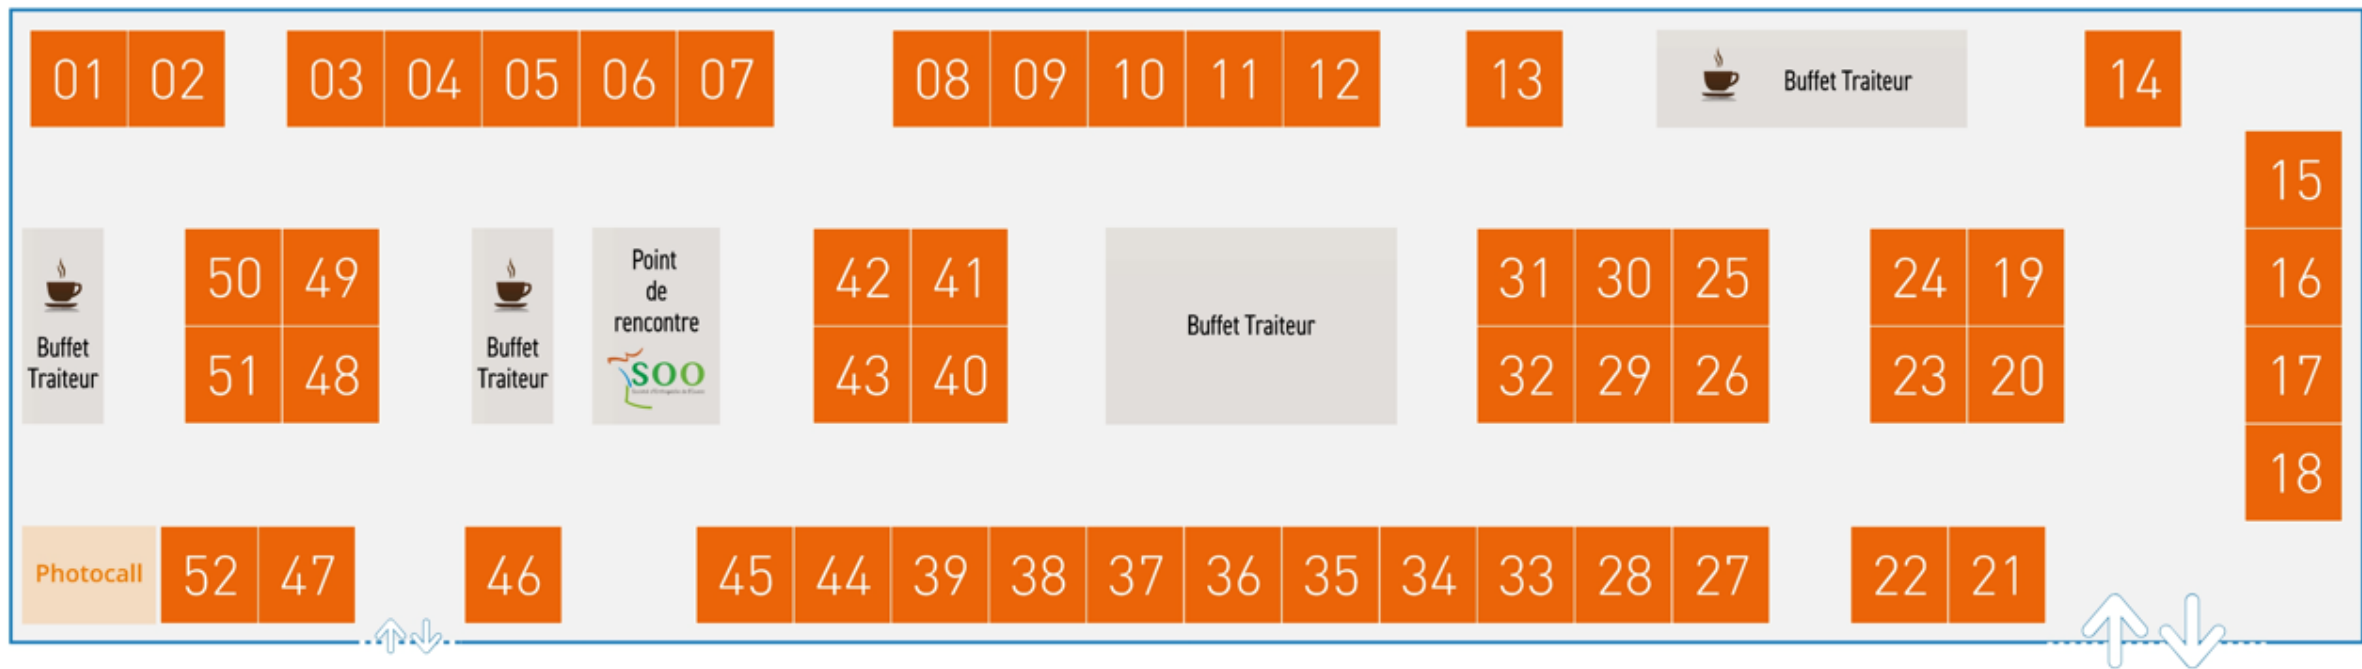 01 02 03 04 05 06 07 08 09 10 11 12 13 Buffet Traiteur 14
15
50 49 42 41 31 30 25 24 19 16
Point
de
rencontre
Buffet
Traiteur
Buffet
Traiteur
SOO
Buffet Traiteur
51 48 43 40 32 29 26 23 20 17
18
Photocall 52 47 46 45 44 39 38 37 36 35 34 33 28 27 22 21